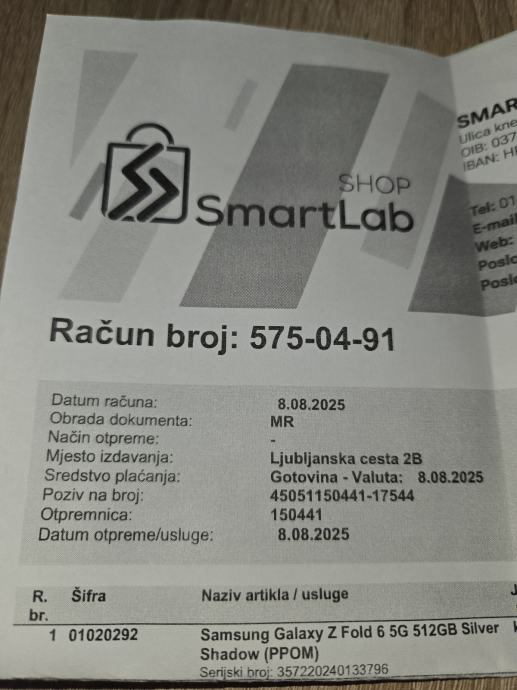 SHOP
SmartLab
SMAR
Ulica kne
OIB: 037
IBAN: H
Tel: 01
E-mail
Web:
Poslo
Poslo
Račun broj: 575-04-91
Datum računa: 8.08.2025
Obrada dokumenta: MR
Način otpreme: -
Mjesto izdavanja: Ljubljanska cesta 2B
Sredstvo plaćanja: Gotovina - Valuta: 8.08.2025
Poziv na broj: 45051150441-17544
Otpremnica: 150441
Datum otpreme/usluge: 8.08.2025
R. br. Šifra Naziv artikla / usluge J
1 01020292 Samsung Galaxy Z Fold 6 5G 512GB Silver
Shadow (PPOM)
Serijski broj: 357220240133796